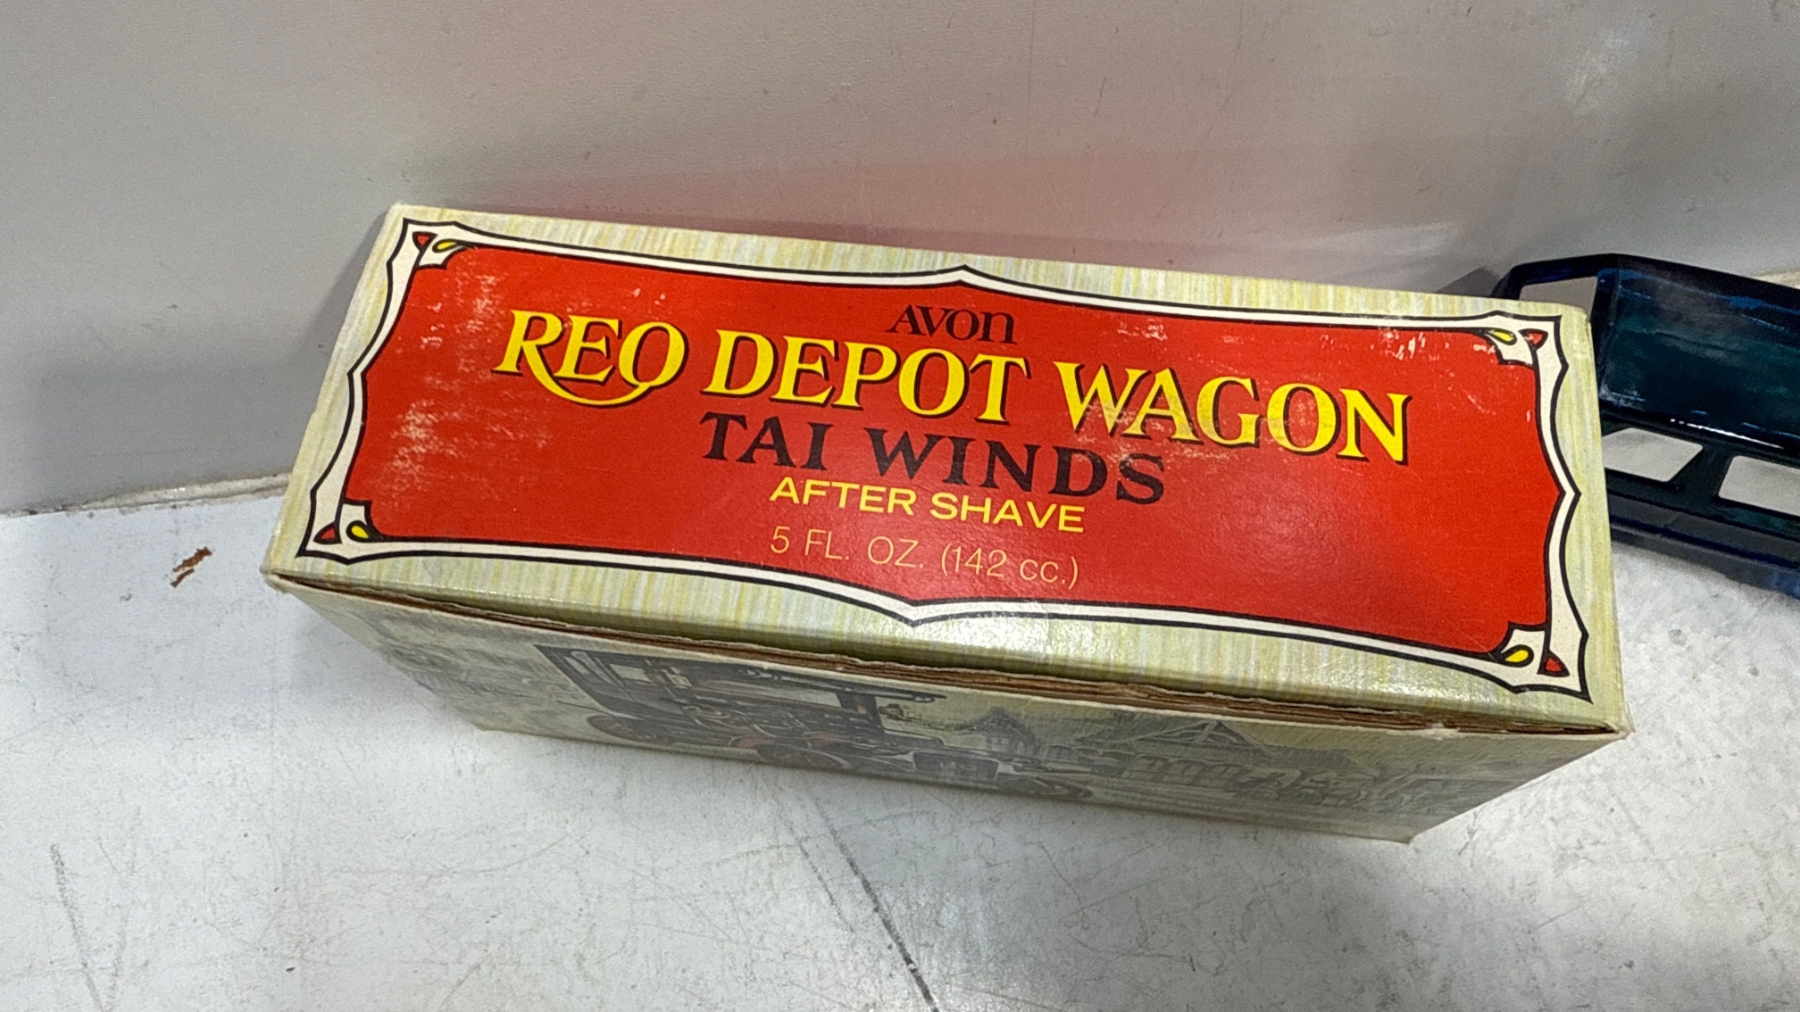 AVON
REO DEPOT WAGON
TAI WINDS
AFTER SHAVE
5 FL. OZ. (142 cc.)